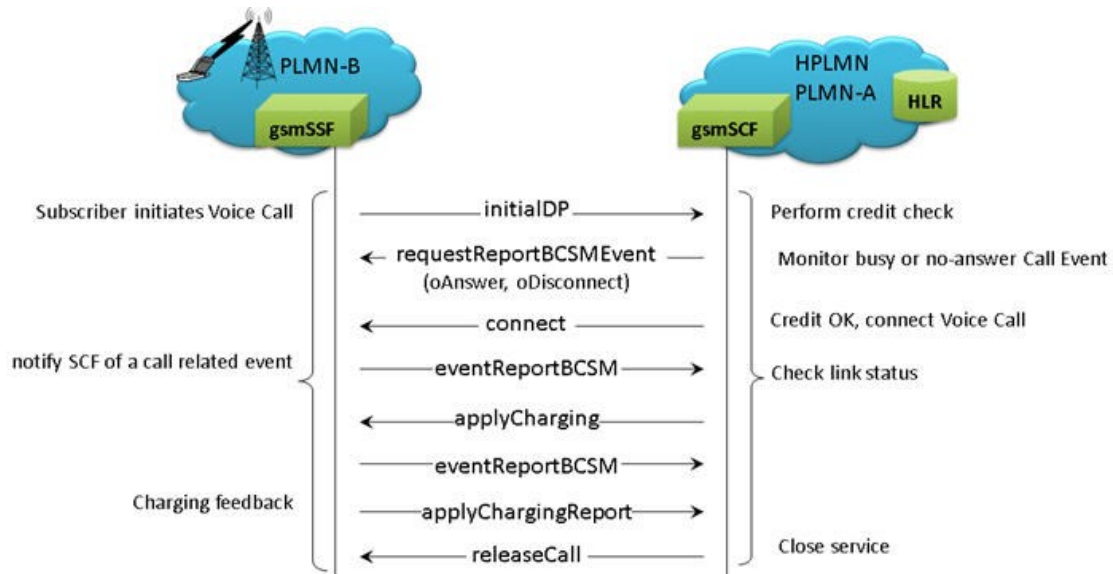 PLMN-B
HPLMN
PLMN-A
HLR
gsmSSF
gsmSCF
Subscriber initiates Voice Call
initialDP
Perform credit check
requestReportBCSMEvent
(oAnswer, oDisconnect)
Monitor busy or no-answer Call Event
connect
Credit OK, connect Voice Call
notify SCF of a call related event
eventReportBCSM
Check link status
applyCharging
eventReportBCSM
Charging feedback
applyChargingReport
releaseCall
Close service